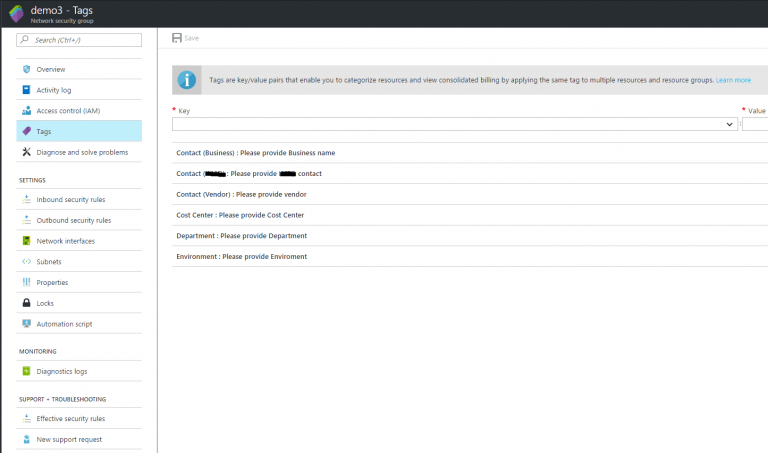 demo3 - Tags
Network security group
Search (Ctrl+/)
Overview
Activity log
Access control (IAM)
Tags
Diagnose and solve problems
SETTINGS
Inbound security rules
Outbound security rules
Network interfaces
Subnets
Properties
Locks
Automation script
MONITORING
Diagnostics logs
SUPPORT + TROUBLESHOOTING
Effective security rules
New support request
Save
Tags are key/value pairs that enable you to categorize resources and view consolidated billing by applying the same tag to multiple resources and resource groups. Learn more
* Key
* Value
:
Contact (Business) : Please provide Business name
Contact ( : Please provide contact
Contact (Vendor) : Please provide vendor
Cost Center : Please provide Cost Center
Department : Please provide Department
Environment : Please provide Enviroment